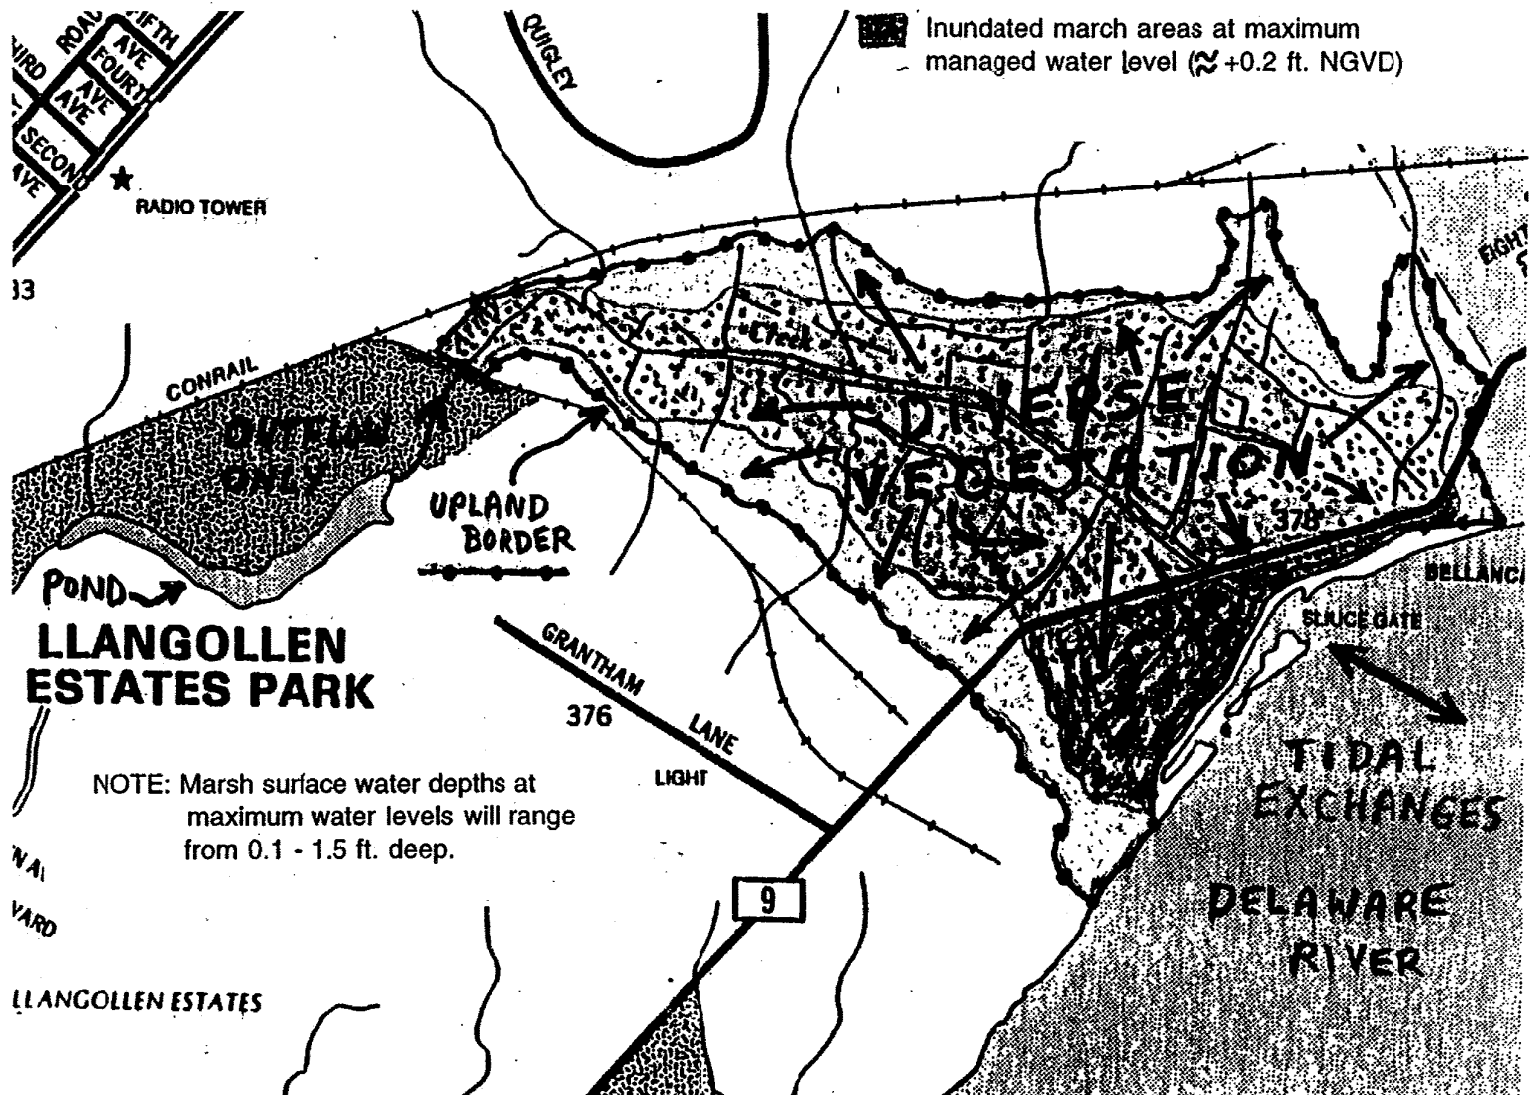 Inundated march areas at maximum
managed water level (≈ +0.2 ft. NGVD)
ROAD
FIFTH
AVE
FOURTH
AVE
AVE
SECOND
AVE
QUIGLEY
RADIO TOWER
33
CONRAIL
OUTFLOW
ONLY
Creek
DIVERSE
VEGETATION
378
UPLAND
BORDER
POND
LLANGOLLEN
ESTATES PARK
GRANTHAM
LANE
376
LIGHT
NOTE: Marsh surface water depths at
maximum water levels will range
from 0.1 - 1.5 ft. deep.
BELLANCA
SLUICE GATE
TIDAL
EXCHANGES
DELAWARE
RIVER
9
VARD
LLANGOLLEN ESTATES